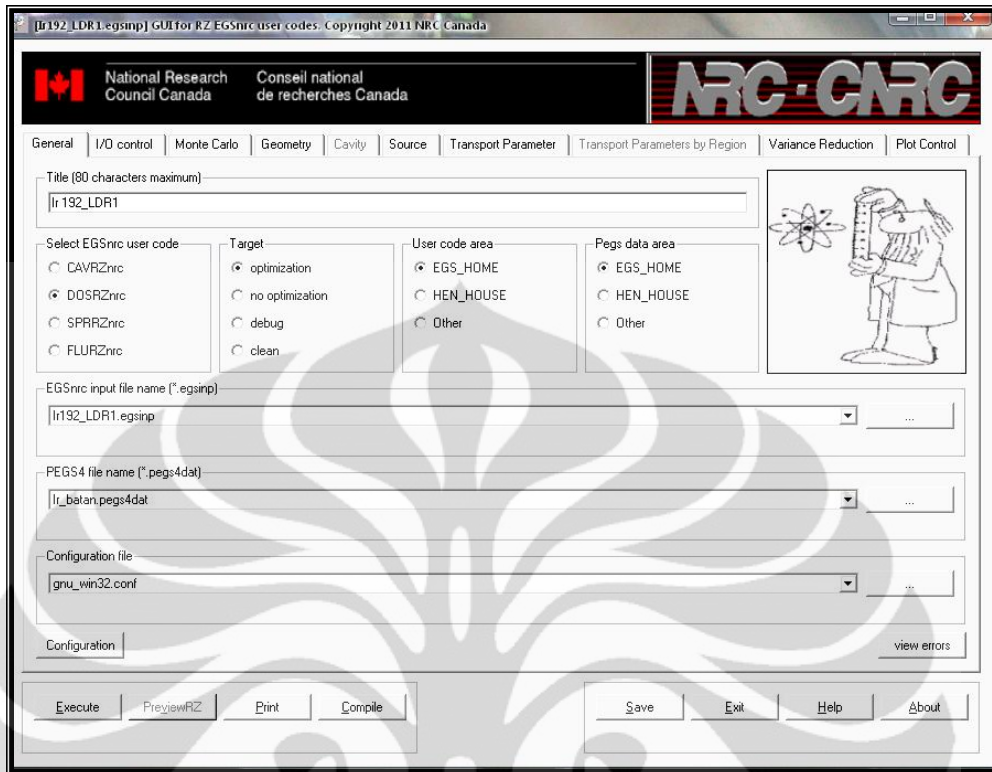 [Ir192_LDR1.egsinp] GUI for RZ EGSnrc user codes. Copyright 2011 NRC Canada
National Research Conseil national
Council Canada de recherches Canada
NRC · CNRC
General I/O control Monte Carlo Geometry Cavity Source Transport Parameter Transport Parameters by Region Variance Reduction Plot Control
Title (80 characters maximum)
Ir 192_LDR1
Select EGSnrc user code Target User code area Pegs data area
CAVRZnrc optimization EGS_HOME EGS_HOME
DOSRZnrc no optimization HEN_HOUSE HEN_HOUSE
SPRRZnrc debug Other Other
FLURZnrc clean
EGSnrc input file name (*.egsinp)
Ir192_LDR1.egsinp ...
PEGS4 file name (*.pegs4dat)
Ir_batan.pegs4dat ...
Configuration file
gnu_win32.conf ...
Configuration view errors
Execute PreviewRZ Print Compile Save Exit Help About